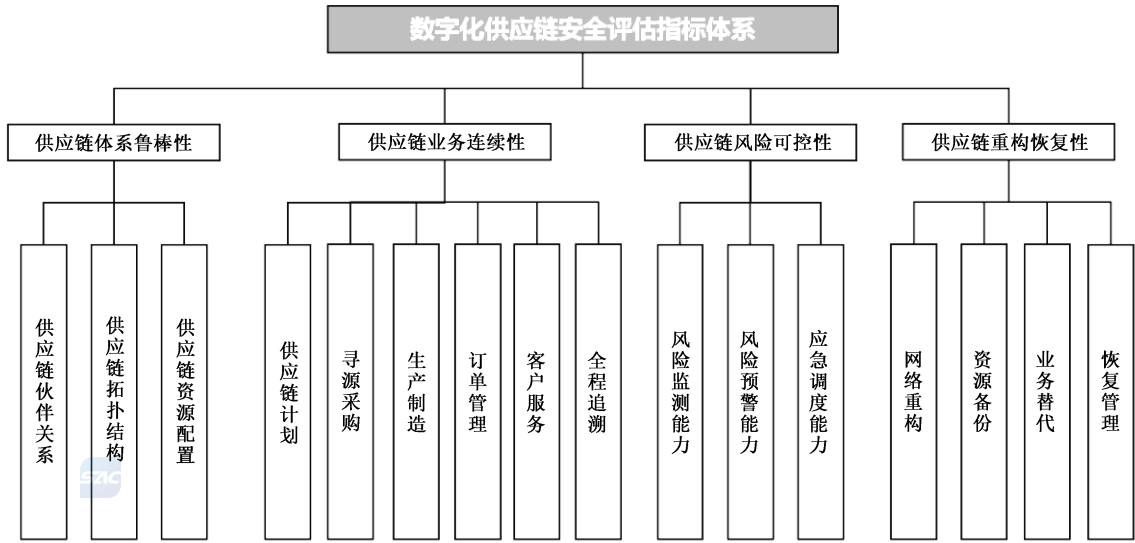 数字化供应链安全评估指标体系
供应链体系鲁棒性
供应链业务连续性
供应链风险可控性
供应链重构恢复性
供应链伙伴关系
供应链拓扑结构
供应链资源配置
供应链计划
寻源采购
生产制造
订单管理
客户服务
全程追溯
风险监测能力
风险预警能力
应急调度能力
网络重构
资源备份
业务替代
恢复管理
SZIC